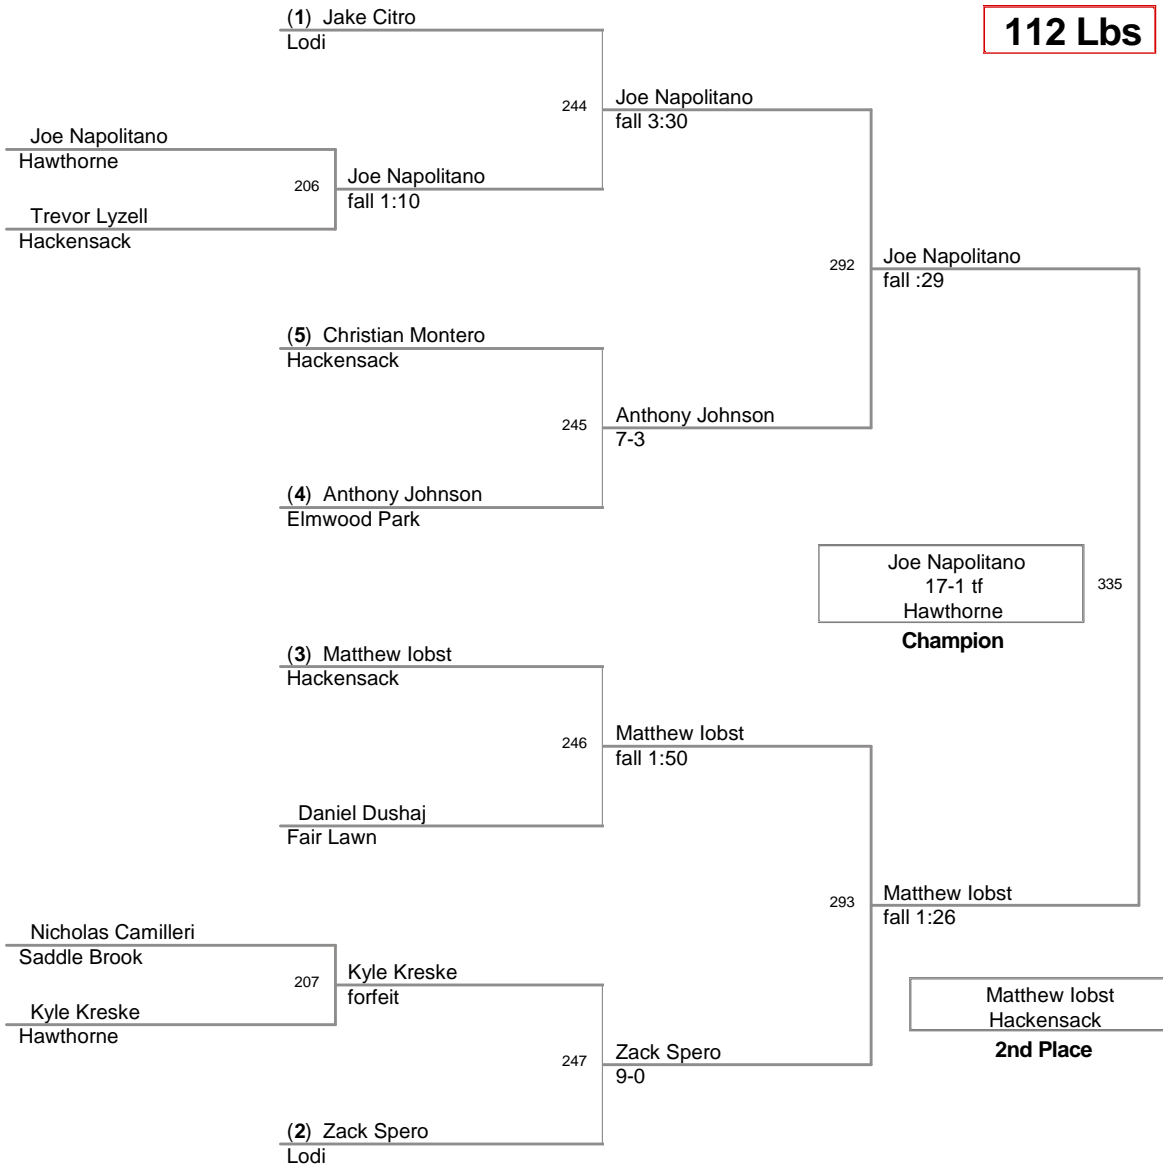 (1) Jake Citro
Lodi
112 Lbs
244
Joe Napolitano
fall 3:30
Joe Napolitano
Hawthorne
206
Joe Napolitano
fall 1:10
Trevor Lyzell
Hackensack
292
Joe Napolitano
fall :29
(5) Christian Montero
Hackensack
245
Anthony Johnson
7-3
(4) Anthony Johnson
Elmwood Park
Joe Napolitano
17-1 tf
Hawthorne
335
Champion
(3) Matthew Iobst
Hackensack
246
Matthew Iobst
fall 1:50
Daniel Dushaj
Fair Lawn
293
Matthew Iobst
fall 1:26
Nicholas Camilleri
Saddle Brook
207
Kyle Kreske
forfeit
Kyle Kreske
Hawthorne
Matthew Iobst
Hackensack
2nd Place
247
Zack Spero
9-0
(2) Zack Spero
Lodi